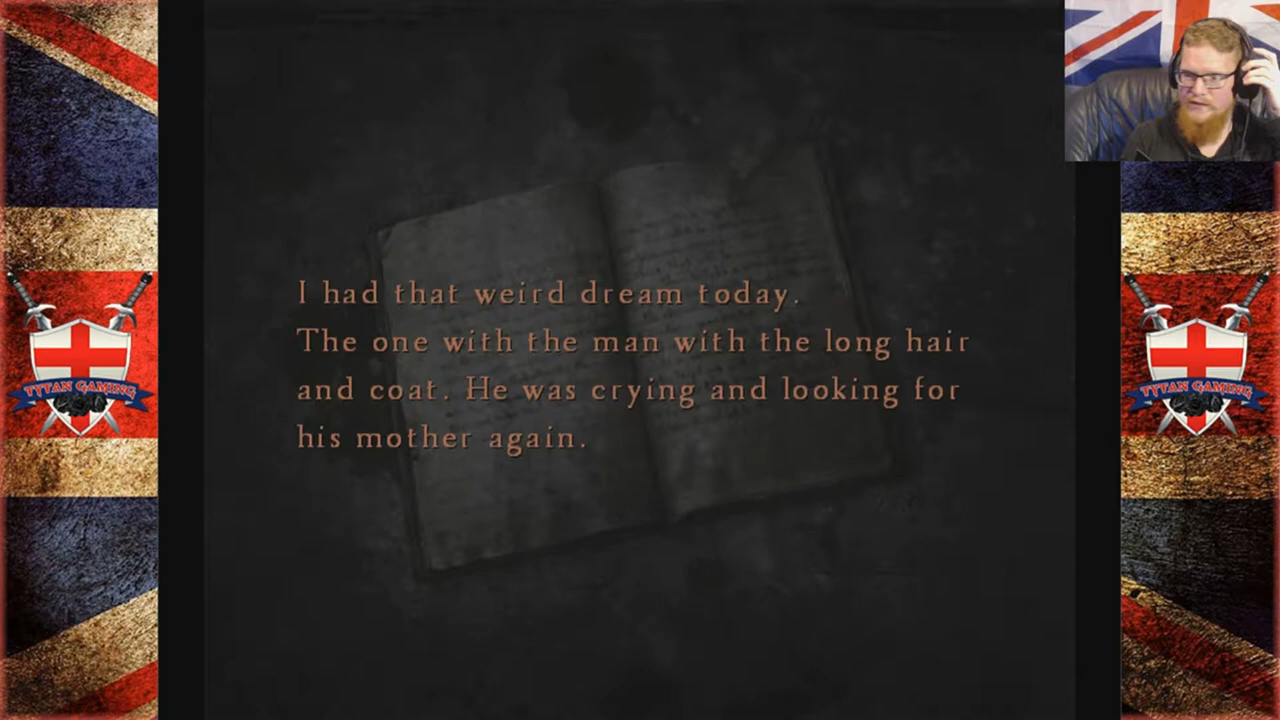 I had that weird dream today.
The one with the man with the long hair
and coat. He was crying and looking for
his mother again.
TYTAN GAMING
TYTAN GAMING